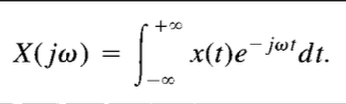 X(jω) = ∫_{-∞}^{+∞} x(t)e^{-jωt}dt.